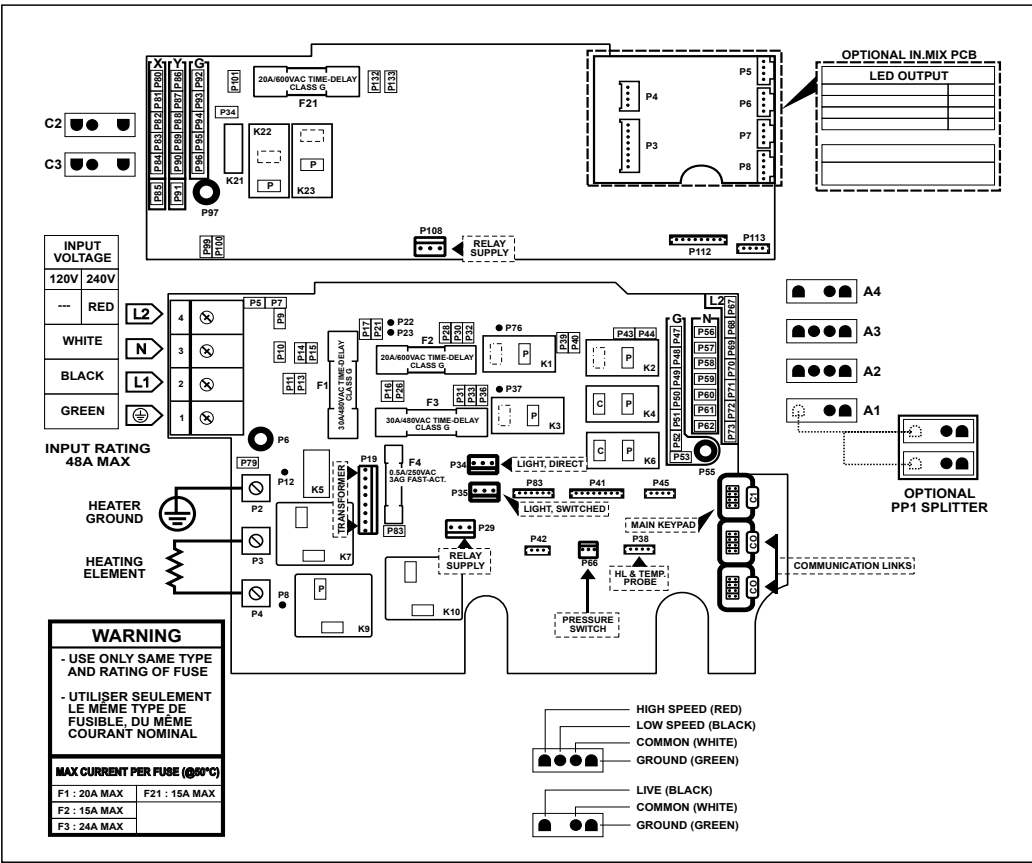 OPTIONAL IN.MIX PCB
LED OUTPUT
P5
P6
P7
P8
P4
P3
X Y G
P80 P81 P82 P83 P84 P85
P86 P87 P88 P89 P90 P91
P92 P93 P94 P95 P96
P101
20A/600VAC TIME-DELAY
CLASS G
F21
P132
P133
P34
K22
P
K21
P
K23
C2
C3
P97
P99
P100
P108
RELAY
SUPPLY
P112
P113
INPUT
VOLTAGE
120V 240V
--- RED
WHITE
BLACK
GREEN
L2
N
L1
4
3
2
1
INPUT RATING
48A MAX
P5 P7
P9
P10
P14
P15
P11
P13
P17
P21
P22
P23
F1
30A/480VAC TIME-DELAY
CLASS G
F2
20A/600VAC TIME-DELAY
CLASS G
P28
P30
P32
P16
P26
F3
30A/480VAC TIME-DELAY
CLASS G
P31
P33
P36
P76
P
K1
P39
P40
P43 P44
P
K2
P37
P
K3
C P
K4
C P
K6
G N L2
P47 P48 P49 P50 P51 P52
P53
P56
P57
P58
P59
P60
P61
P62
P67 P68 P69 P70 P71 P72 P73
P55
P6
P79
P12
P2
P3
P4
P8
HEATER
GROUND
HEATING
ELEMENT
K5
K7
P
K9
K10
TRANSFORMER
P19
F4
0.5A/250VAC
3AG FAST-ACT.
P83
P34
LIGHT, DIRECT
P35
LIGHT, SWITCHED
P83
P41
P45
P29
RELAY
SUPPLY
P42
P66
PRESSURE
SWITCH
P38
HL & TEMP.
PROBE
MAIN KEYPAD
C1
CO
CO
COMMUNICATION LINKS
A4
A3
A2
A1
OPTIONAL
PP1 SPLITTER
WARNING
- USE ONLY SAME TYPE
AND RATING OF FUSE
- UTILISER SEULEMENT
LE MÊME TYPE DE
FUSIBLE, DU MÊME
COURANT NOMINAL
MAX CURRENT PER FUSE (@50°C)
F1 : 20A MAX F21 : 15A MAX
F2 : 15A MAX
F3 : 24A MAX
HIGH SPEED (RED)
LOW SPEED (BLACK)
COMMON (WHITE)
GROUND (GREEN)
LIVE (BLACK)
COMMON (WHITE)
GROUND (GREEN)